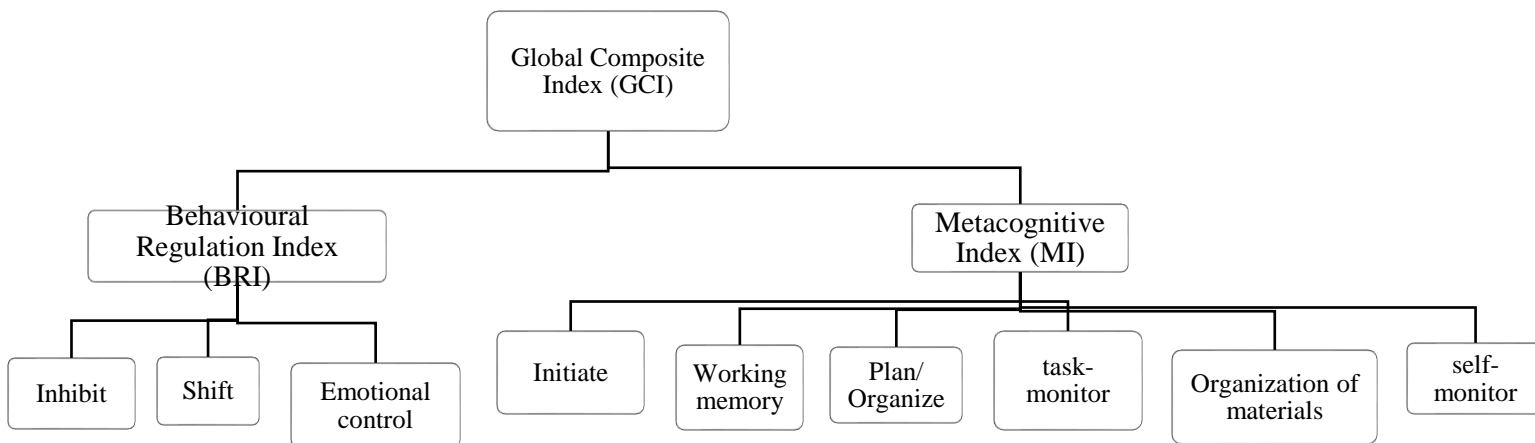 Global Composite
Index (GCI)
Behavioural
Regulation Index
(BRI)
Metacognitive
Index (MI)
Inhibit
Shift
Emotional
control
Initiate
Working
memory
Plan/
Organize
task-
monitor
Organization of
materials
self-
monitor